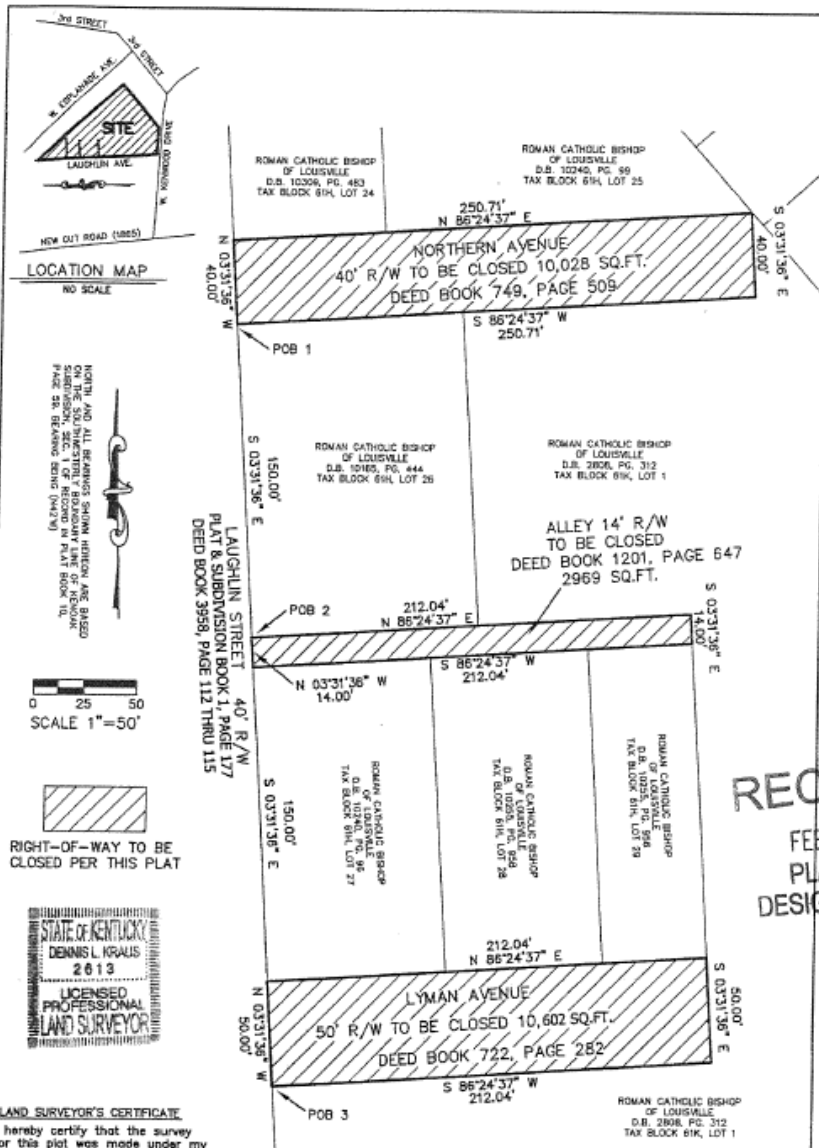 3rd STREET
3rd STREET
W. ESPLANADE AVE.
SITE
LAUGHLIN AVE.
W. KENWOOD DRIVE
NEW CUT ROAD (1865)
LOCATION MAP
NO SCALE
ROMAN CATHOLIC BISHOP
OF LOUISVILLE
D.B. 10309, PG. 483
TAX BLOCK 61H, LOT 24
ROMAN CATHOLIC BISHOP
OF LOUISVILLE
D.B. 10240, PG. 99
TAX BLOCK 61H, LOT 25
250.71'
N 86°24'37" E
N 03°31'36" W
40.00'
NORTHERN AVENUE
40' R/W TO BE CLOSED 10,028 SQ.FT.
DEED BOOK 749, PAGE 509
S 03°31'36" E
40.00'
S 86°24'37" W
250.71'
POB 1
NORTH AND ALL BEARINGS SHOWN HEREON ARE BASED
ON THE SOUTHWESTERLY BOUNDARY LINE OF KENOAK
SUBDIVISION, SEC. 1 OF RECORD IN PLAT BOOK 10,
PAGE 59. BEARING BEING (N42'W)
150.00'
S 03°31'36" E
ROMAN CATHOLIC BISHOP
OF LOUISVILLE
D.B. 10165, PG. 444
TAX BLOCK 61H, LOT 26
ROMAN CATHOLIC BISHOP
OF LOUISVILLE
D.B. 2808, PG. 312
TAX BLOCK 61K, LOT 1
ALLEY 14' R/W
TO BE CLOSED
DEED BOOK 1201, PAGE 647
2969 SQ.FT.
LAUGHLIN STREET 40' R/W
PLAT & SUBDIVISION BOOK 1, PAGE 177
DEED BOOK 3958, PAGE 112 THRU 115
POB 2
212.04'
N 86°24'37" E
S 03°31'36" E
14.00'
N 03°31'36" W
14.00'
S 86°24'37" W
212.04'
0 25 50
SCALE 1"=50'
RIGHT-OF-WAY TO BE
CLOSED PER THIS PLAT
150.00'
S 03°31'36" E
ROMAN CATHOLIC BISHOP
OF LOUISVILLE
D.B. 10240, PG. 96
TAX BLOCK 61H, LOT 27
ROMAN CATHOLIC BISHOP
OF LOUISVILLE
D.B. 10255, PG. 958
TAX BLOCK 61H, LOT 28
ROMAN CATHOLIC BISHOP
OF LOUISVILLE
D.B. 10255, PG. 956
TAX BLOCK 61H, LOT 29
REC
FEE
PLA
DESIG
STATE OF KENTUCKY
DENNIS L. KRAUS
2613
LICENSED
PROFESSIONAL
LAND SURVEYOR
212.04'
N 86°24'37" E
N 03°31'36" W
50.00'
LYMAN AVENUE
50' R/W TO BE CLOSED 10,602 SQ.FT.
DEED BOOK 722, PAGE 282
50.00'
S 03°31'36" E
S 86°24'37" W
212.04'
POB 3
LAND SURVEYOR'S CERTIFICATE
hereby certify that the survey
or this plat was made under my
ROMAN CATHOLIC BISHOP
OF LOUISVILLE
D.B. 2808, PG. 312
TAX BLOCK 61K, LOT 1